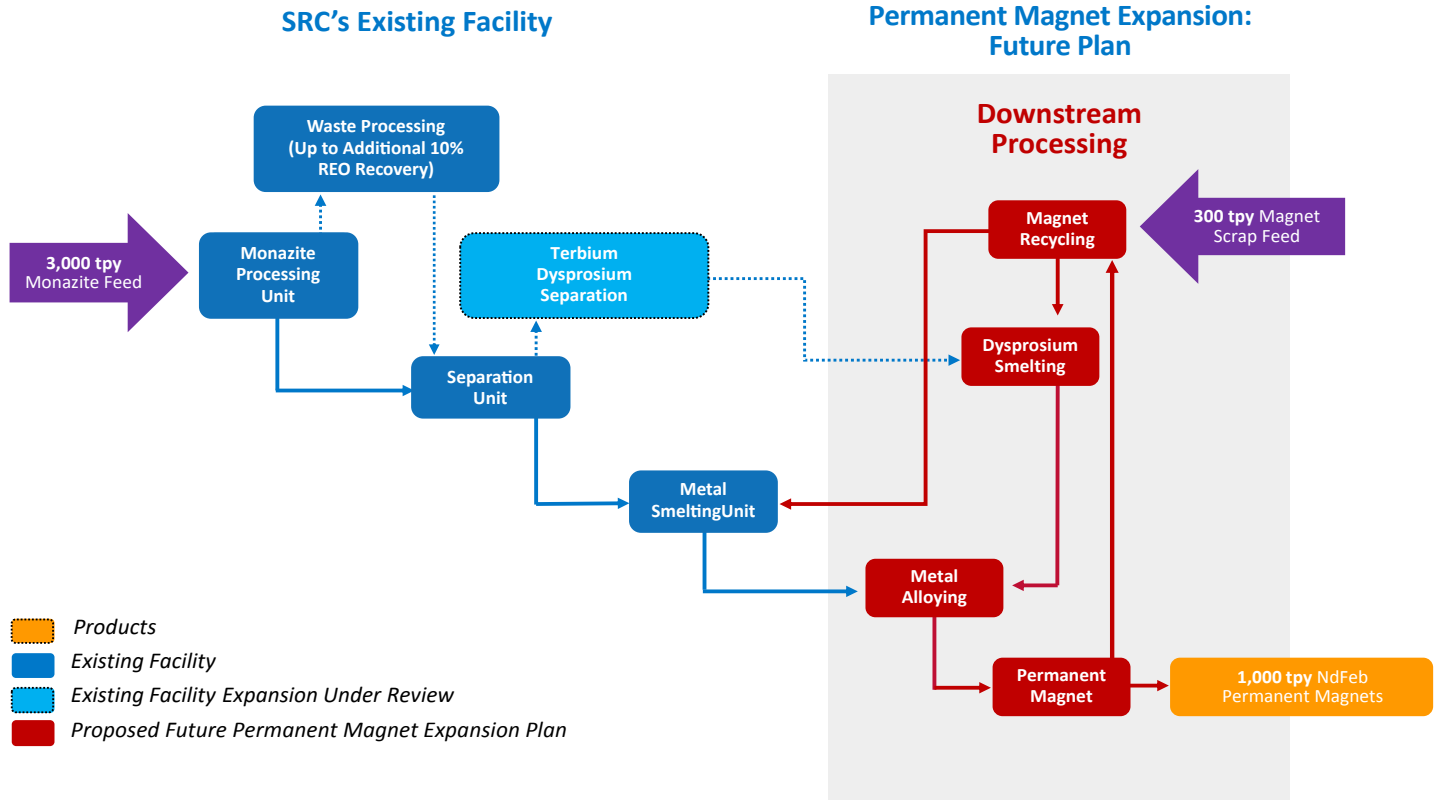 SRC's Existing Facility
Permanent Magnet Expansion:
Future Plan
Downstream
Processing
Waste Processing
(Up to Additional 10%
REO Recovery)
3,000 tpy
Monazite Feed
Monazite
Processing
Unit
Terbium
Dysprosium
Separation
Magnet
Recycling
300 tpy Magnet
Scrap Feed
Separation
Unit
Dysprosium
Smelting
Metal
SmeltingUnit
Metal
Alloying
Permanent
Magnet
1,000 tpy NdFeb
Permanent Magnets
Products
Existing Facility
Existing Facility Expansion Under Review
Proposed Future Permanent Magnet Expansion Plan